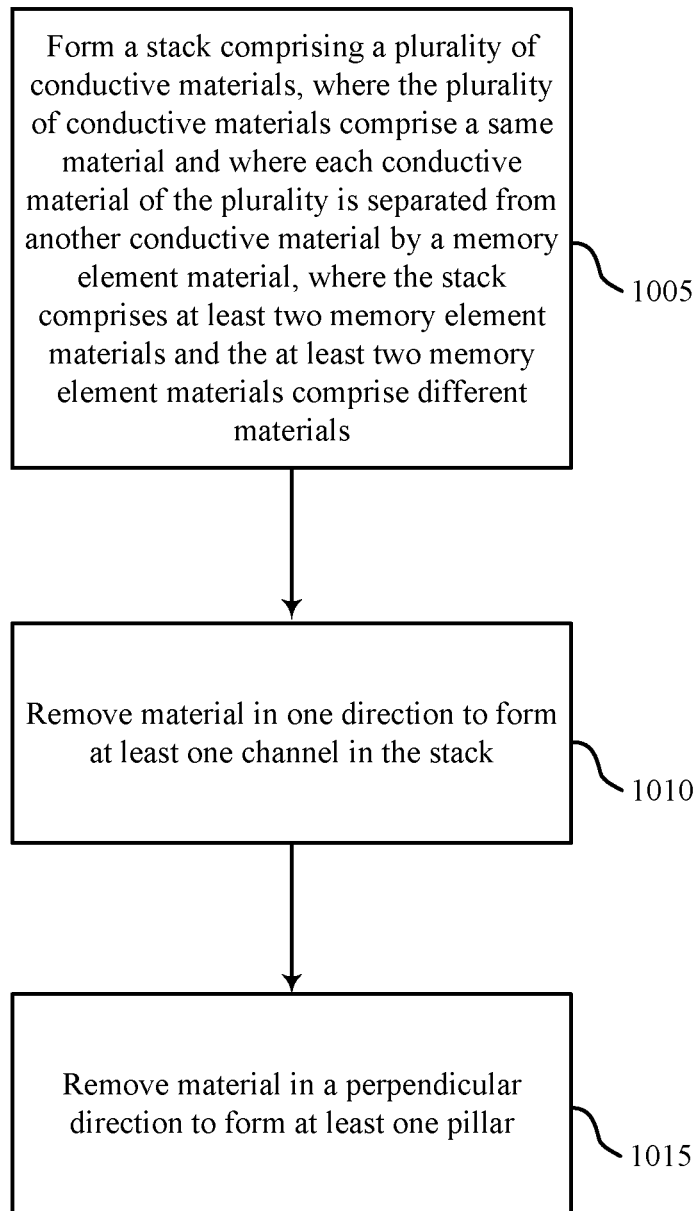 Form a stack comprising a plurality of
conductive materials, where the plurality
of conductive materials comprise a same
material and where each conductive
material of the plurality is separated from
another conductive material by a memory
element material, where the stack
comprises at least two memory element
materials and the at least two memory
element materials comprise different
materials
1005
Remove material in one direction to form
at least one channel in the stack
1010
Remove material in a perpendicular
direction to form at least one pillar
1015